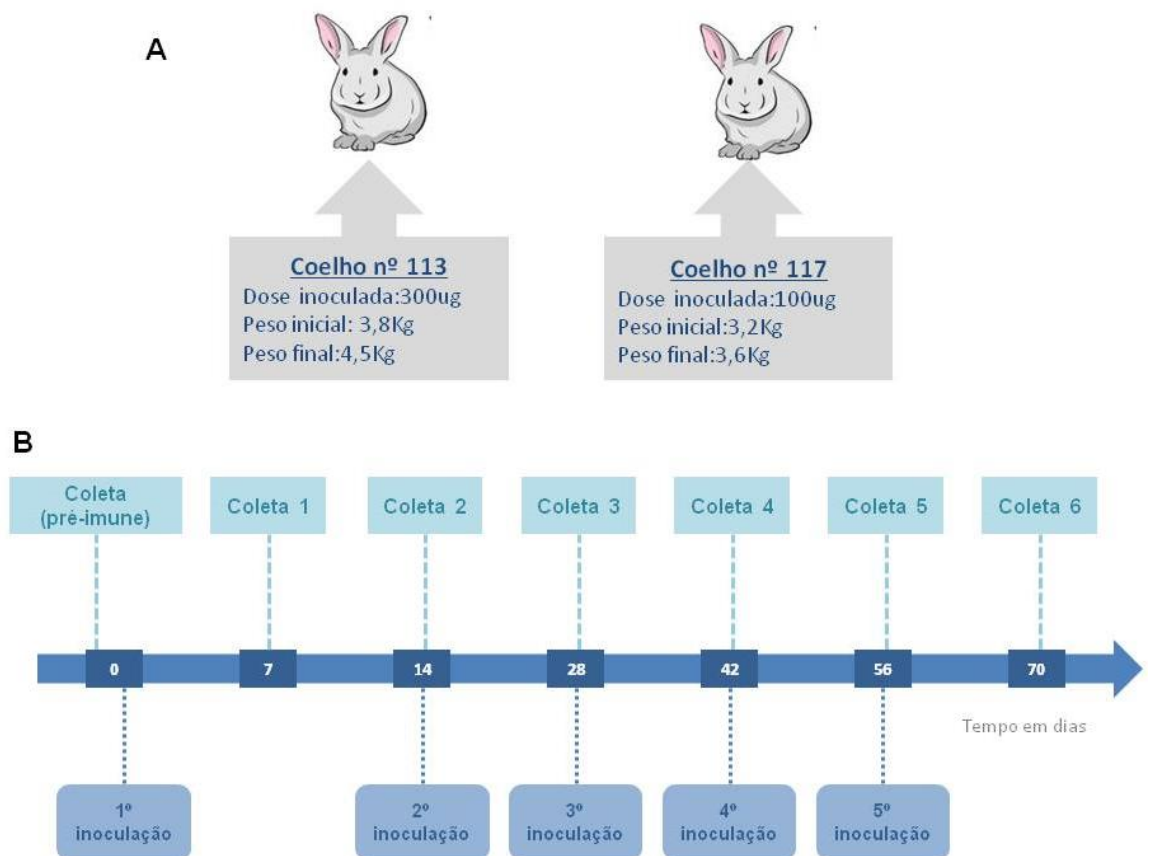 A
Coelho nº 113
Dose inoculada:300ug
Peso inicial: 3,8Kg
Peso final:4,5Kg
Coelho nº 117
Dose inoculada:100ug
Peso inicial:3,2Kg
Peso final:3,6Kg
B
Coleta
(pré-imune)
Coleta 1
Coleta 2
Coleta 3
Coleta 4
Coleta 5
Coleta 6
0
7
14
28
42
56
70
Tempo em dias
1º
inoculação
2º
inoculação
3º
inoculação
4º
inoculação
5º
inoculação